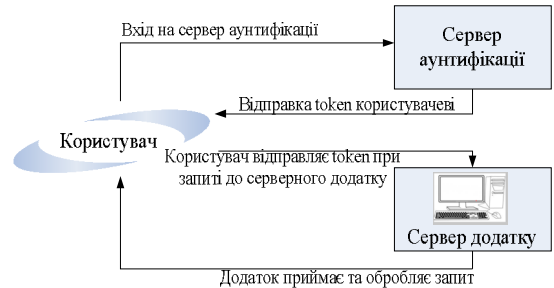 Вхід на сервер аунтифікації
Сервер
аунтифікації
Відправка token користувачеві
Користувач
Користувач відправляє token при
запиті до серверного додатку
Сервер додатку
Додаток приймає та обробляє запит